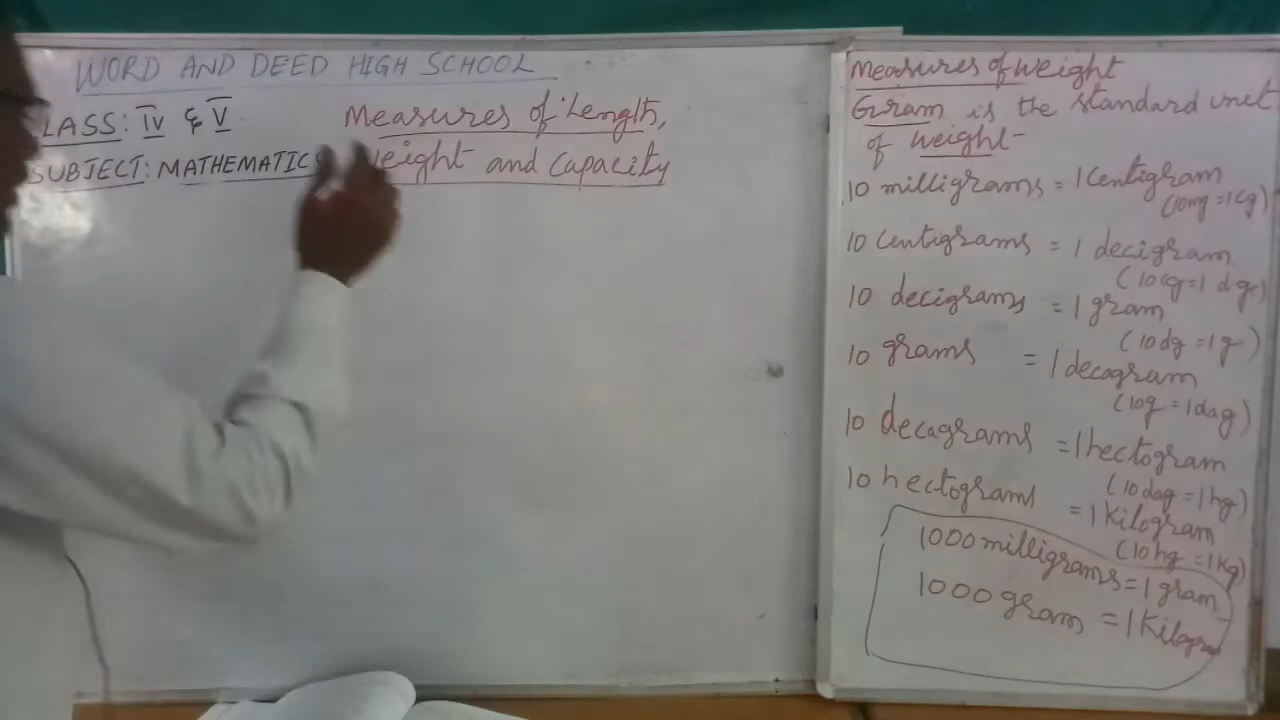 WORD AND DEED HIGH SCHOOL
LASS: IV & V
Measures of Length,
SUBJECT: MATHEMATICS
eight and Capacity
Measures of weight
Gram is the standard unit
of weight
10 milligrams = 1 Centigram
(10mg = 1cg)
10 Centigrams = 1 decigram
(10cg = 1 dg)
10 decigrams = 1 gram
(10dg = 1g)
10 grams = 1 decagram
(10g = 1dag)
10 decagrams = 1 hectogram
(10dag = 1hg)
10 hectograms = 1 Kilogram
(10hg = 1Kg)
1000 milligrams = 1 gram
1000 gram = 1 Kilogram